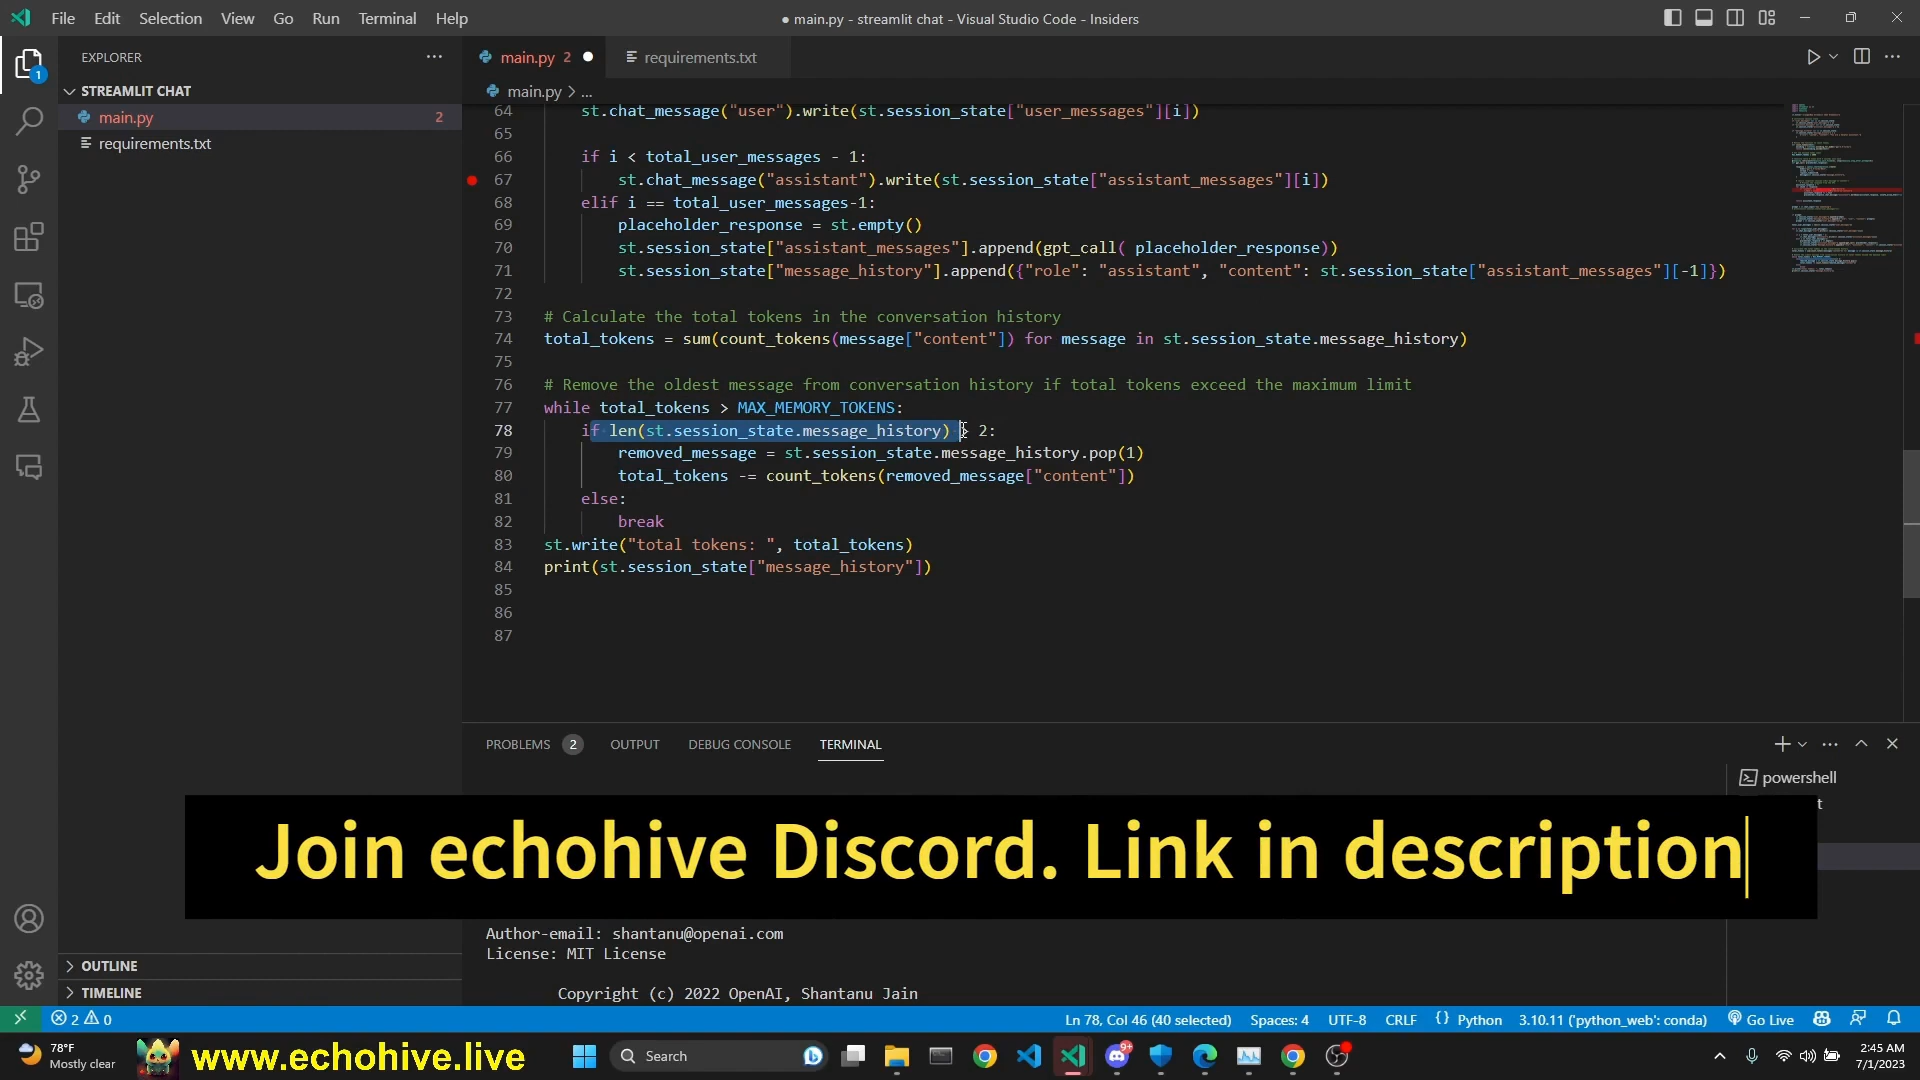 File Edit Selection View Go Run Terminal Help
● main.py - streamlit chat - Visual Studio Code - Insiders
EXPLORER
STREAMLIT CHAT
main.py 2
requirements.txt
1
main.py 2
requirements.txt
main.py > ...
64 st.chat_message("user").write(st.session_state["user_messages"][i])
65
66 if i < total_user_messages - 1:
67 st.chat_message("assistant").write(st.session_state["assistant_messages"][i])
68 elif i == total_user_messages-1:
69 placeholder_response = st.empty()
70 st.session_state["assistant_messages"].append(gpt_call( placeholder_response))
71 st.session_state["message_history"].append({"role": "assistant", "content": st.session_state["assistant_messages"][-1]})
72
73 # Calculate the total tokens in the conversation history
74 total_tokens = sum(count_tokens(message["content"]) for message in st.session_state.message_history)
75
76 # Remove the oldest message from conversation history if total tokens exceed the maximum limit
77 while total_tokens > MAX_MEMORY_TOKENS:
78 if len(st.session_state.message_history) > 2:
79 removed_message = st.session_state.message_history.pop(1)
80 total_tokens -= count_tokens(removed_message["content"])
81 else:
82 break
83 st.write("total tokens: ", total_tokens)
84 print(st.session_state["message_history"])
85
86
87
PROBLEMS 2 OUTPUT DEBUG CONSOLE TERMINAL
powershell
Join echohive Discord. Link in description
Author-email: shantanu@openai.com
License: MIT License
Copyright (c) 2022 OpenAI, Shantanu Jain
OUTLINE
TIMELINE
2 0
Ln 78, Col 46 (40 selected) Spaces: 4 UTF-8 CRLF {} Python 3.10.11 ('python_web': conda) Go Live
78°F
Mostly clear
www.echohive.live
Search
9+
2:45 AM
7/1/2023